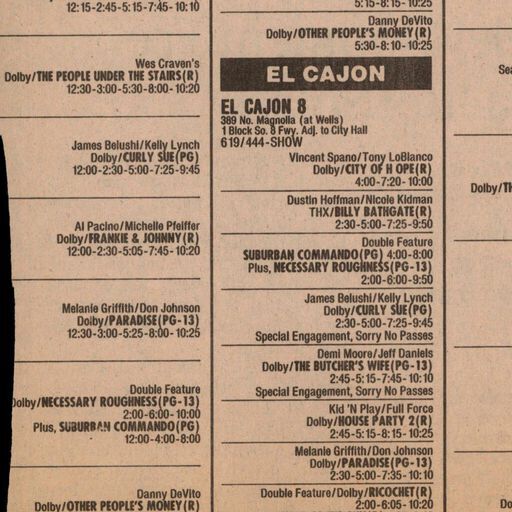 12:15-2:45-5:15-7:45-10:10
Wes Craven's
Dolby/THE PEOPLE UNDER THE STAIRS(R)
12:30-3:00-5:30-8:00-10:20
James Belushi/Kelly Lynch
Dolby/CURLY SUE(PG)
12:00-2:30-5:00-7:25-9:45
Al Pacino/Michelle Pfeiffer
Dolby/FRANKIE & JOHNNY(R)
12:00-2:30-5:05-7:45-10:20
Melanie Griffith/Don Johnson
Dolby/PARADISE(PG-13)
12:30-3:00-5:25-8:00-10:25
Double Feature
Dolby/NECESSARY ROUGHNESS(PG-13)
2:00-6:00-10:00
Plus, SUBURBAN COMMANDO(PG)
12:00-4:00-8:00
Danny DeVito
Dolby/OTHER PEOPLE'S MONEY(R)
5:15-8:15-10:25
Danny DeVito
Dolby/OTHER PEOPLE'S MONEY(R)
5:30-8:10-10:25
EL CAJON
EL CAJON 8
389 No. Magnolia (at Wells)
1 Block So. 8 Fwy. Adj. to City Hall
619/444-SHOW
Vincent Spano/Tony LoBianco
Dolby/CITY OF H OPE(R)
4:00-7:20-10:00
Dustin Hoffman/Nicole Kidman
THX/BILLY BATHGATE(R)
2:30-5:00-7:25-9:50
Double Feature
SUBURBAN COMMANDO(PG) 4:00-8:00
Plus, NECESSARY ROUGHNESS(PG-13)
2:00-6:00-9:50
James Belushi/Kelly Lynch
Dolby/CURLY SUE(PG)
2:30-5:00-7:25-9:45
Special Engagement, Sorry No Passes
Demi Moore/Jeff Daniels
Dolby/THE BUTCHER'S WIFE(PG-13)
2:45-5:15-7:45-10:10
Special Engagement, Sorry No Passes
Kid 'N Play/Full Force
Dolby/HOUSE PARTY 2(R)
2:45-5:15-8:15-10:25
Melanie Griffith/Don Johnson
Dolby/PARADISE(PG-13)
2:30-5:00-7:35-10:10
Double Feature/Dolby/RICOCHET(R)
2:00-6:05-10:20
Sea
Dolby/TH
Do